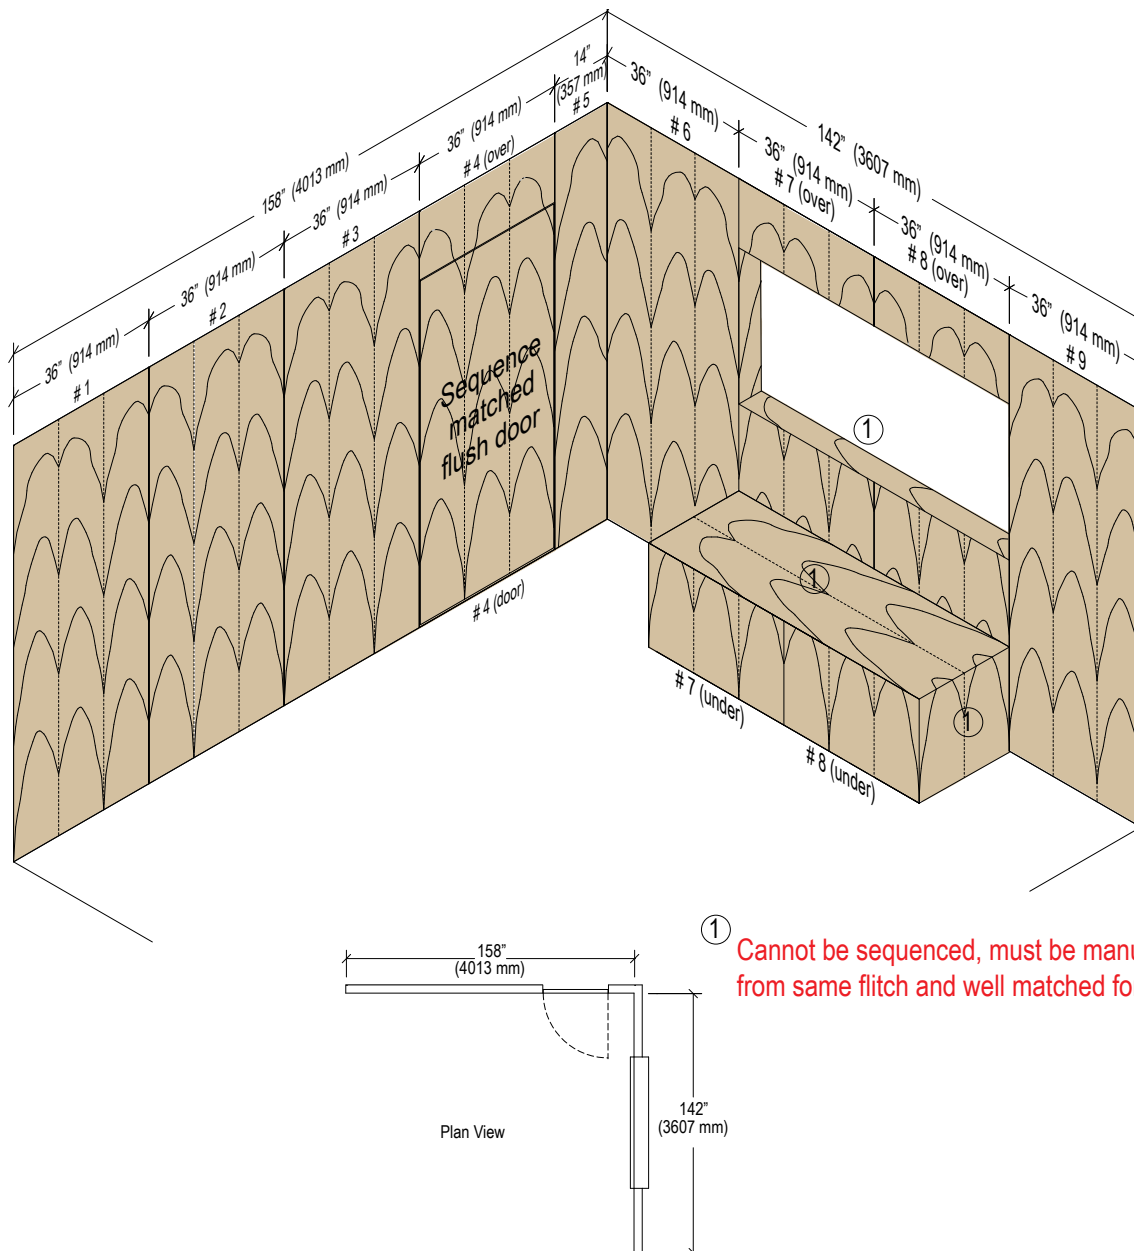 158” (4013 mm)
36” (914 mm)
# 1
36” (914 mm)
# 2
36” (914 mm)
# 3
36” (914 mm)
# 4 (over)
14”
(357 mm)
# 5
142” (3607 mm)
36” (914 mm)
# 6
36” (914 mm)
# 7 (over)
36” (914 mm)
# 8 (over)
36” (914 mm)
# 9
Sequence
matched
flush door
# 4 (door)
1
1
1
# 7 (under)
# 8 (under)
1
Cannot be sequenced, must be manu
from same flitch and well matched fo
158”
(4013 mm)
142”
(3607 mm)
Plan View